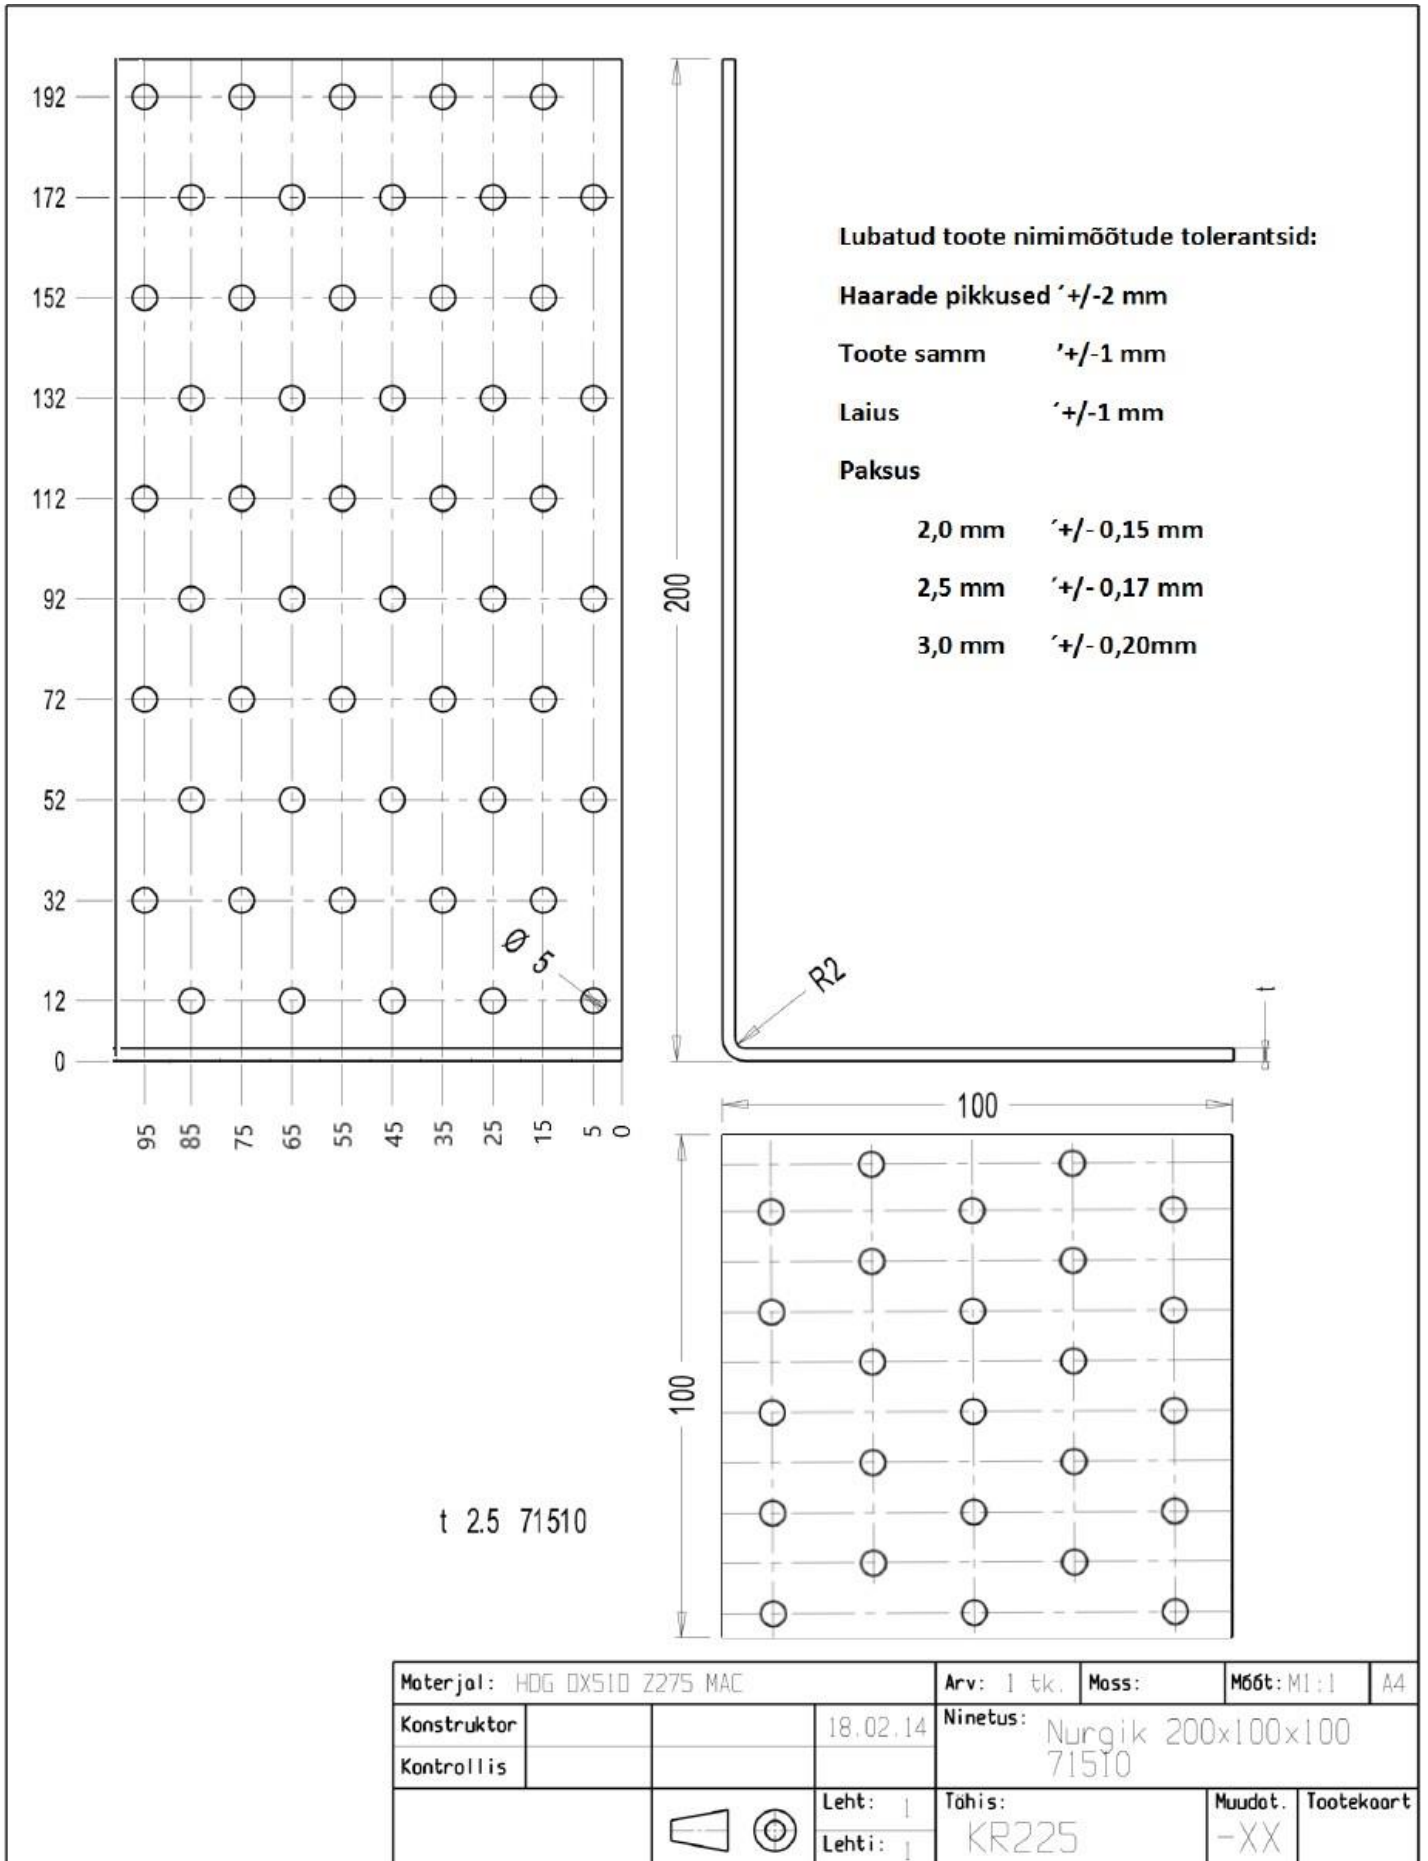 192
172
152
132
112
92
72
52
32
12
0
Ø 5
95 85 75 65 55 45 35 25 15 5 0
200
R2
t
100
100
Lubatud toote nimimõõtude tolerantsid:
Haarade pikkused ´+/-2 mm
Toote samm '+/-1 mm
Laius ´+/-1 mm
Paksus
2,0 mm ´+/- 0,15 mm
2,5 mm ´+/- 0,17 mm
3,0 mm ´+/- 0,20mm
t 2.5 71510
Materjal: HDG DX51D Z275 MAC Arv: 1 tk. Mass: Mõõt: M1:1 A4
Konstruktor 18.02.14 Ninetus: Nurgik 200x100x100
71510
Kontrollis
Leht: 1 Tähis: Muudat. Tootekaart
Lehti: 1 KR225 -XX